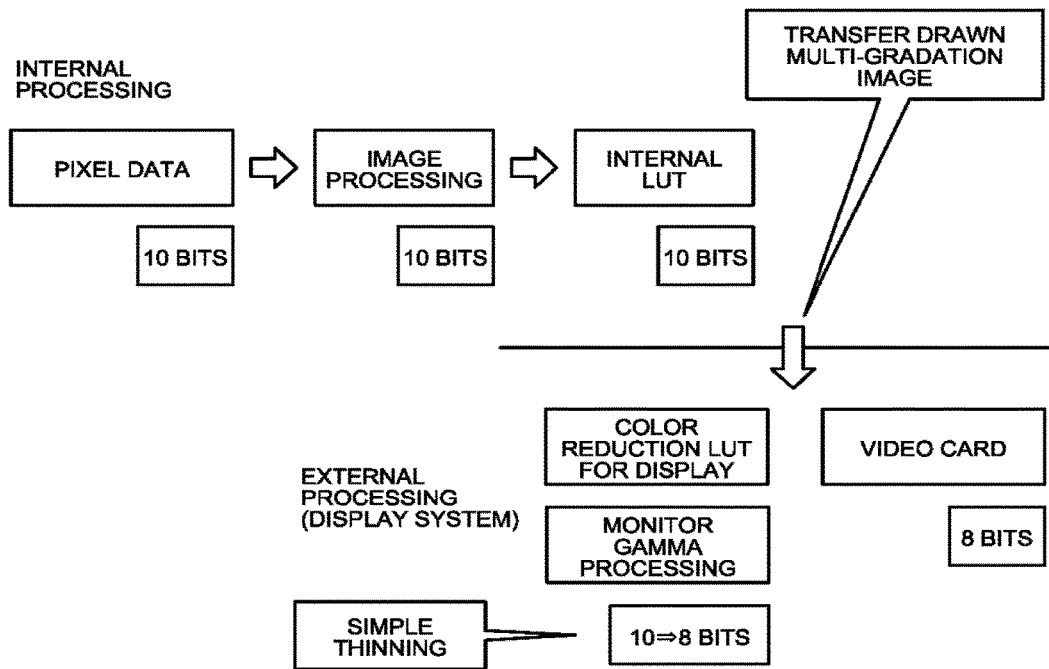 TRANSFER DRAWN
MULTI-GRADATION
IMAGE
INTERNAL
PROCESSING
PIXEL DATA
IMAGE
PROCESSING
INTERNAL
LUT
10 BITS
10 BITS
10 BITS
COLOR
REDUCTION LUT
FOR DISPLAY
VIDEO CARD
EXTERNAL
PROCESSING
(DISPLAY SYSTEM)
MONITOR
GAMMA
PROCESSING
8 BITS
SIMPLE
THINNING
10⇒8 BITS